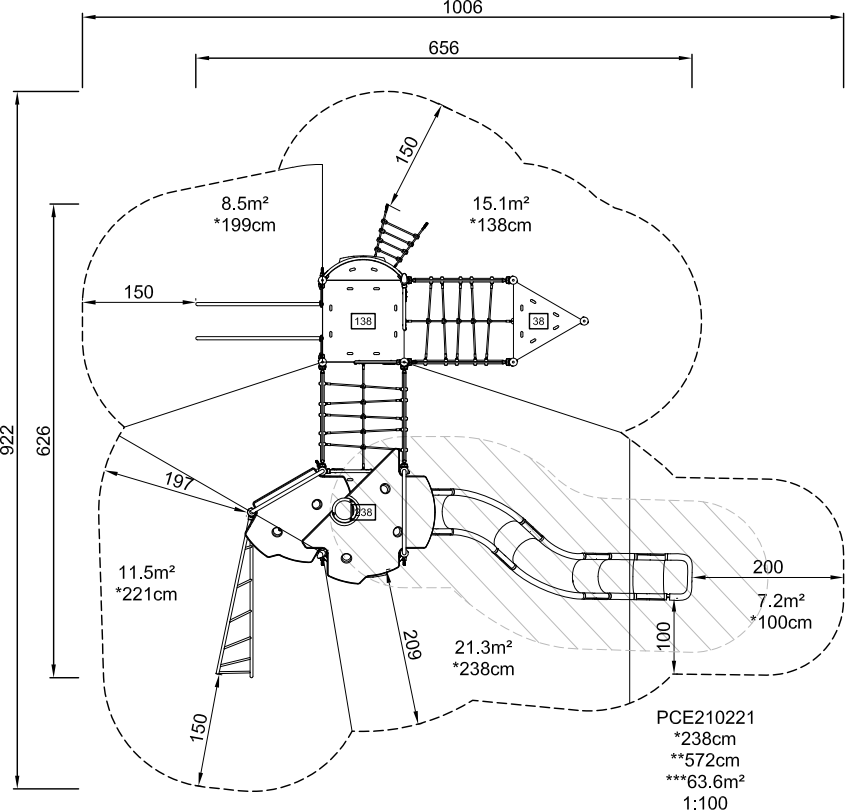 1006
656
150
8.5m²
*199cm
15.1m²
*138cm
150
138
38
922
626
197
238
11.5m²
*221cm
209
21.3m²
*238cm
200
7.2m²
*100cm
100
150
PCE210221
*238cm
**572cm
***63.6m²
1:100